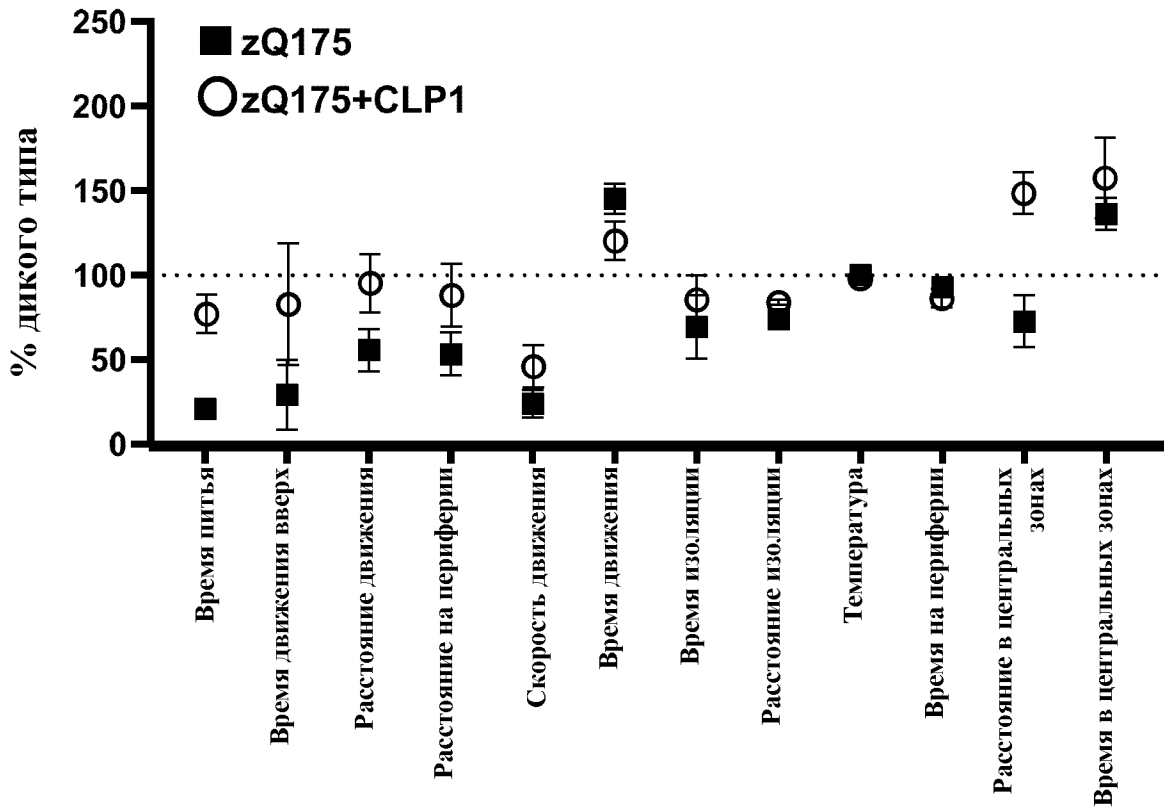 % дикого типа
250
200
150
100
50
0
zQ175
zQ175+CLP1
Время питья
Время движения вверх
Расстояние движения
Расстояние на периферии
Скорость движения
Время движения
Время изоляции
Расстояние изоляции
Температура
Время на периферии
Расстояние в центральных
зонах
Время в центральных зонах